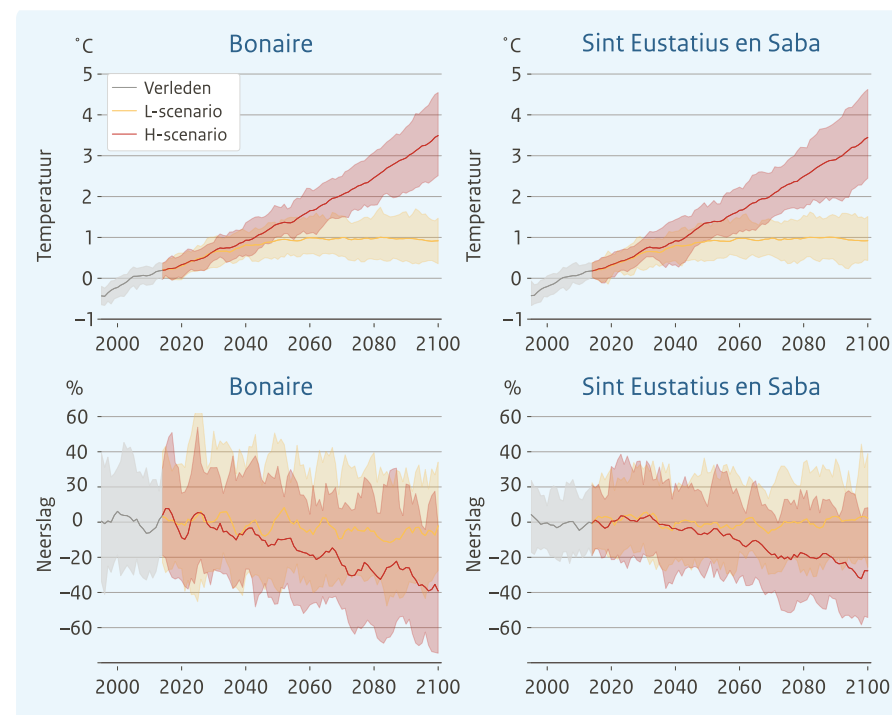 Bonaire
˚C
Temperatuur
5
4
3
2
1
0
−1
Verleden
L-scenario
H-scenario
2000 2020 2040 2060 2080 2100
Sint Eustatius en Saba
˚C
Temperatuur
5
4
3
2
1
0
−1
2000 2020 2040 2060 2080 2100
Bonaire
%
Neerslag
60
40
30
0
−20
−40
−60
2000 2020 2040 2060 2080 2100
Sint Eustatius en Saba
%
Neerslag
60
40
30
0
−20
−40
−60
2000 2020 2040 2060 2080 2100